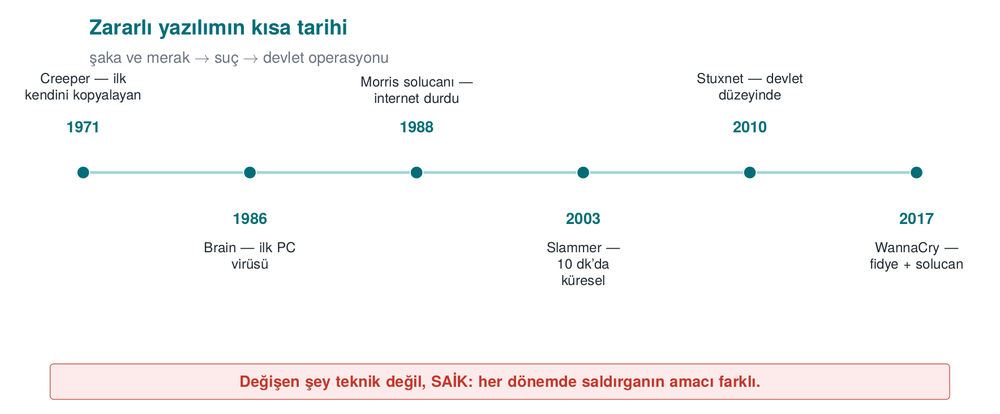 Zararlı yazılımın kısa tarihi
şaka ve merak → suç → devlet operasyonu
Creeper — ilk
kendini kopyalayan
1971
Morris solucanı —
internet durdu
1988
Stuxnet — devlet
düzeyinde
2010
1986
Brain — ilk PC
virüsü
2003
Slammer —
10 dk’da
küresel
2017
WannaCry —
fidye + solucan
Değişen şey teknik değil, SAİK: her dönemde saldırganın amacı farklı.